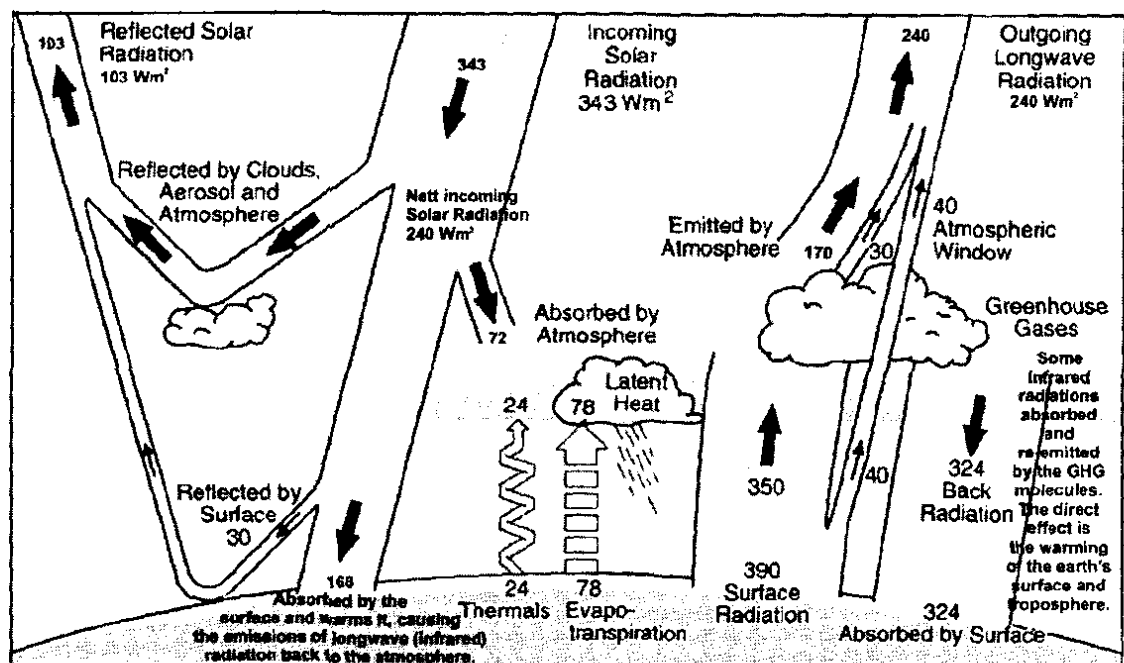 103
Reflected Solar
Radiation
103 Wm²
343
Incoming
Solar
Radiation
343 Wm²
240
Outgoing
Longwave
Radiation
240 Wm²
Reflected by Clouds,
Aerosol and
Atmosphere
Nett incoming
Solar Radiation
240 Wm²
Emitted by
Atmosphere
170
30
40
Atmospheric
Window
72
Absorbed by
Atmosphere
Greenhouse
Gases
Latent
Heat
24
78
Some
Infrared
radiations
absorbed
and
re-emitted
by the GHG
molecules.
The direct
effect is
the warming
of the earth's
surface and
troposphere.
350
40
324
Back
Radiation
Reflected by
Surface
30
168
Absorbed by the
surface and warms it, causing
the emissions of longwave (infrared)
radiation back to the atmosphere.
24
Thermals
78
Evapo-
transpiration
390
Surface
Radiation
324
Absorbed by Surface